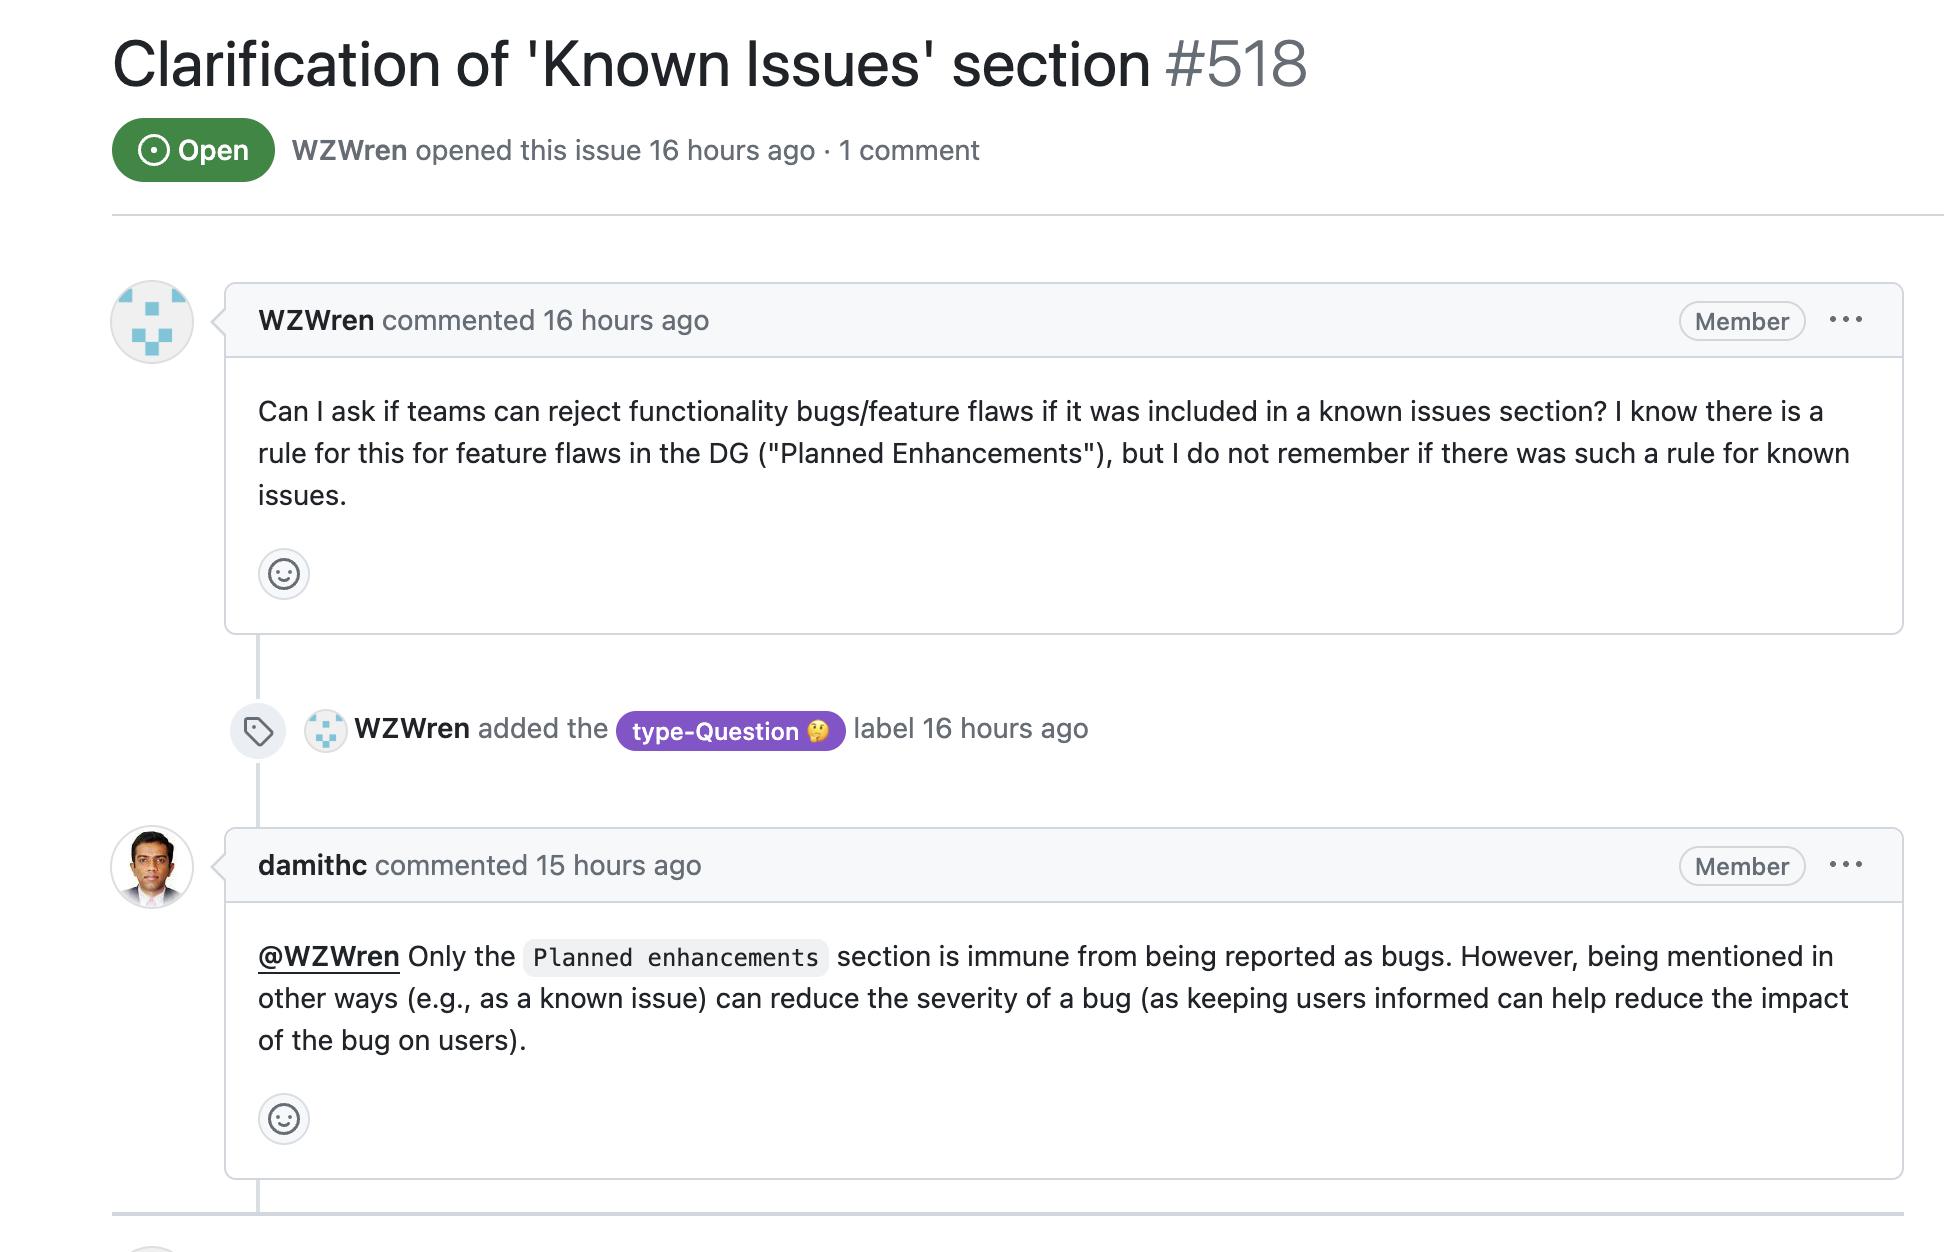 Clarification of 'Known Issues' section #518
Open WZWren opened this issue 16 hours ago · 1 comment
WZWren commented 16 hours ago Member
Can I ask if teams can reject functionality bugs/feature flaws if it was included in a known issues section? I know there is a
rule for this for feature flaws in the DG ("Planned Enhancements"), but I do not remember if there was such a rule for known
issues.
WZWren added the type-Question 🤔 label 16 hours ago
damithc commented 15 hours ago Member
@WZWren Only the Planned enhancements section is immune from being reported as bugs. However, being mentioned in
other ways (e.g., as a known issue) can reduce the severity of a bug (as keeping users informed can help reduce the impact
of the bug on users).